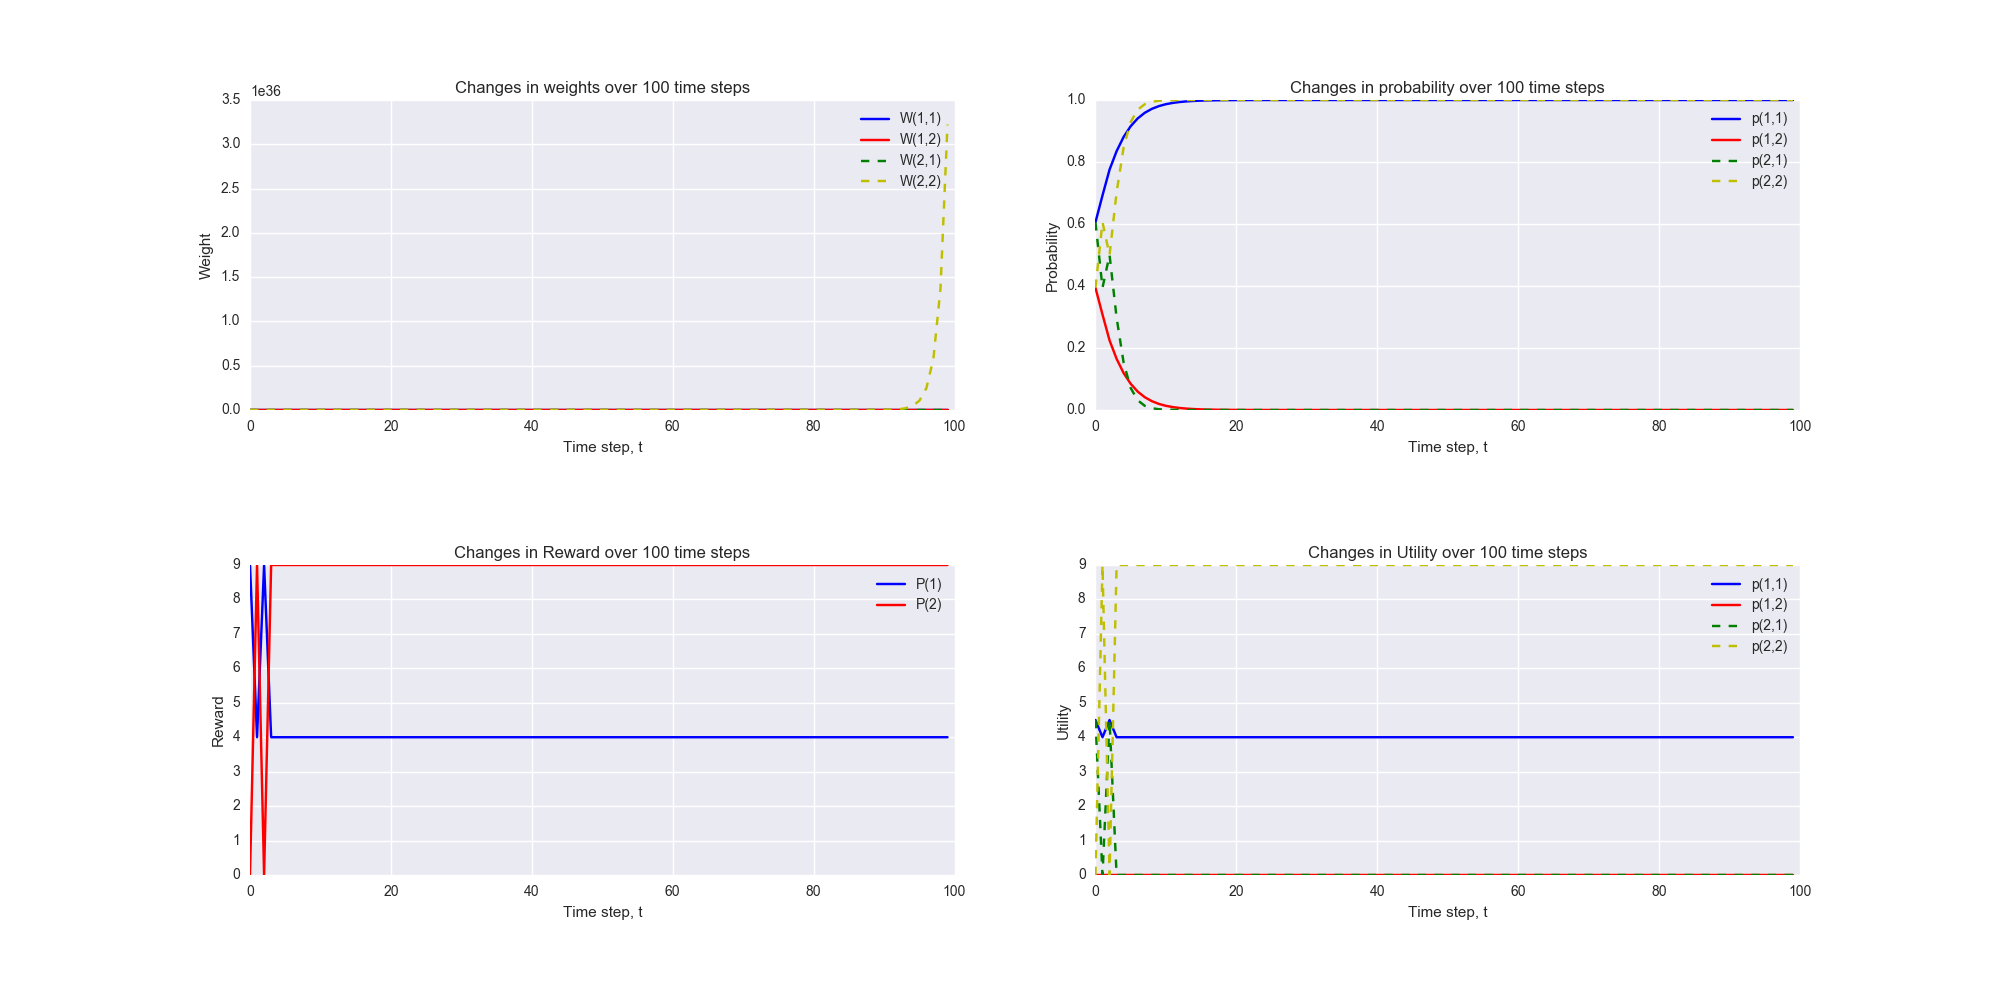 Changes in weights over 100 time steps
1e36
3.5
3.0
2.5
2.0
1.5
1.0
0.5
0.0
Weight
W(1,1)
W(1,2)
W(2,1)
W(2,2)
0 20 40 60 80 100
Time step, t
Changes in probability over 100 time steps
1.0
0.8
0.6
0.4
0.2
0.0
Probability
p(1,1)
p(1,2)
p(2,1)
p(2,2)
0 20 40 60 80 100
Time step, t
Changes in Reward over 100 time steps
9
8
7
6
5
4
3
2
1
0
Reward
P(1)
P(2)
0 20 40 60 80 100
Time step, t
Changes in Utility over 100 time steps
9
8
7
6
5
4
3
2
1
0
Utility
p(1,1)
p(1,2)
p(2,1)
p(2,2)
0 20 40 60 80 100
Time step, t